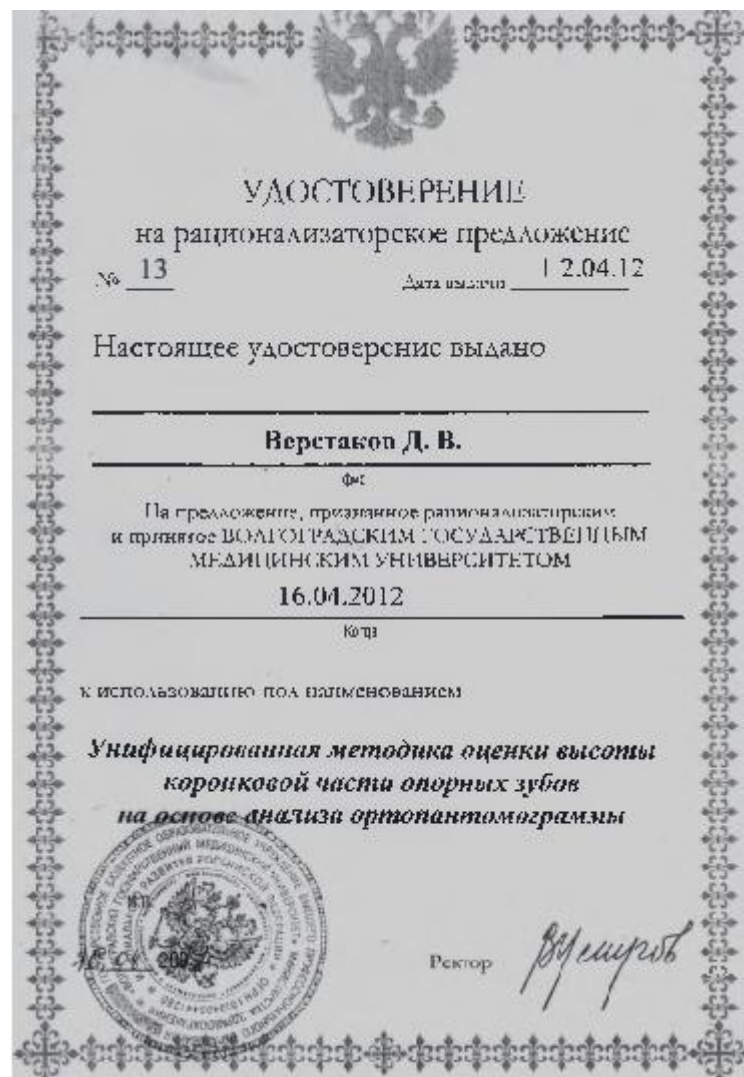 УДОСТОВЕРЕНИЕ
на рационализаторское предложение
№ 13 Дата выдачи 12.04.12
Настоящее удостоверение выдано
Верстаков Д. В.
фио
На предложение, признанное рационализаторским
и принятое ВОЛГОГРАДСКИМ ГОСУДАРСТВЕННЫМ
МЕДИЦИНСКИМ УНИВЕРСИТЕТОМ
16.04.2012
Когда
к использованию под наименованием
Унифицированная методика оценки высоты
коронковой части опорных зубов
на основе анализа ортопантомограммы
М.П.
Ректор